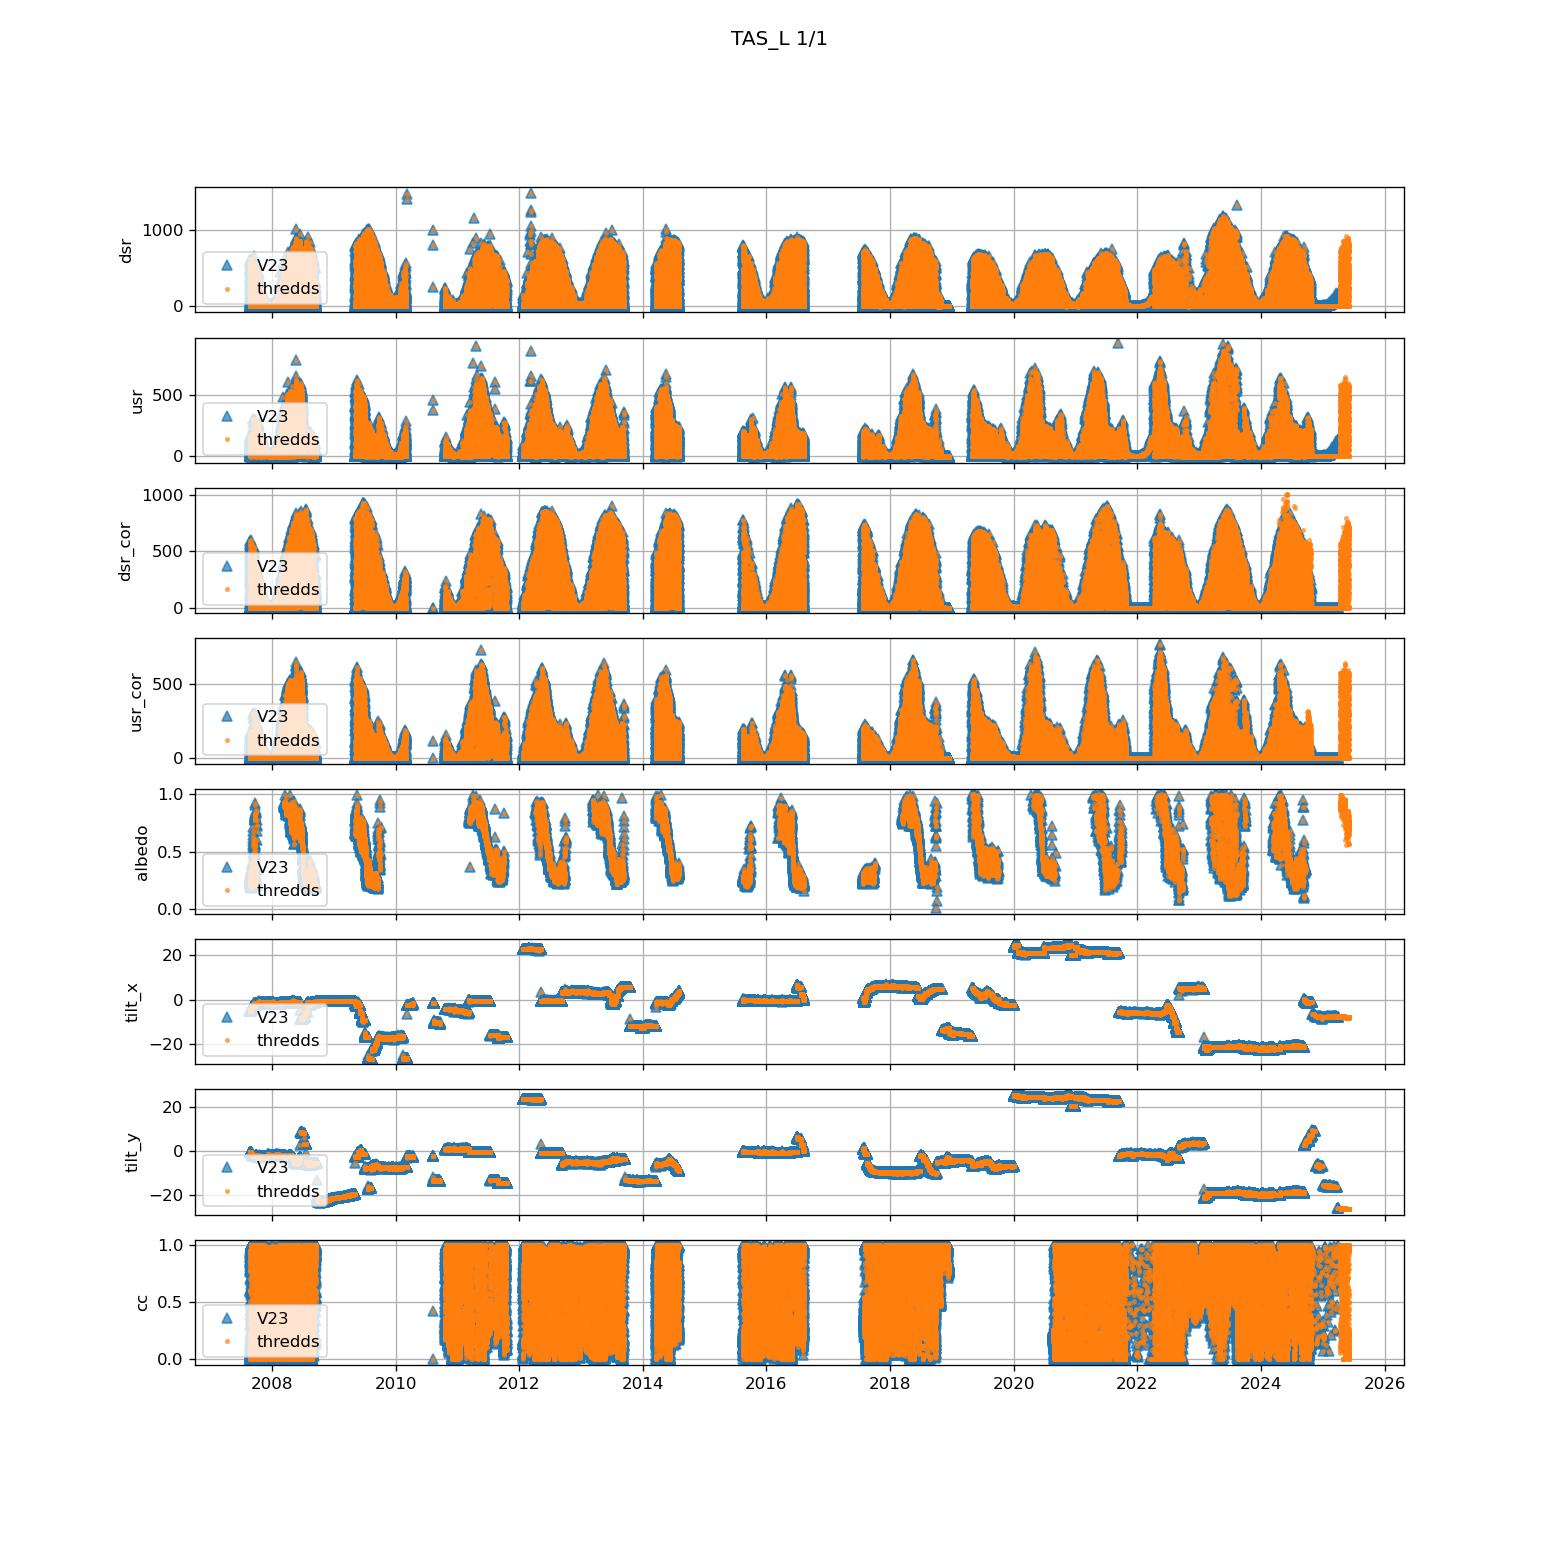 TAS_L 1/1
dsr
1000
0
V23
thredds
usr
500
0
V23
thredds
dsr_cor
1000
500
0
V23
thredds
usr_cor
500
0
V23
thredds
albedo
1.0
0.5
0.0
V23
thredds
tilt_x
20
0
−20
V23
thredds
tilt_y
20
0
−20
V23
thredds
cc
1.0
0.5
0.0
V23
thredds
2008 2010 2012 2014 2016 2018 2020 2022 2024 2026